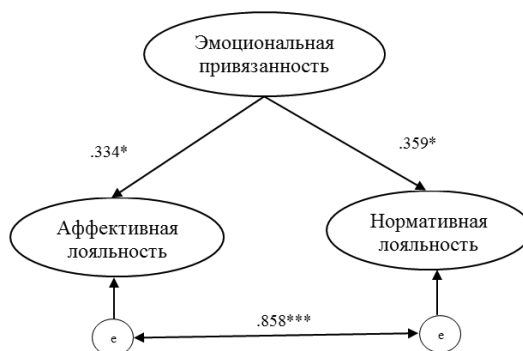 Эмоциональная
привязанность
.334*
.359*
Аффективная
лояльность
Нормативная
лояльность
.858***
e
e